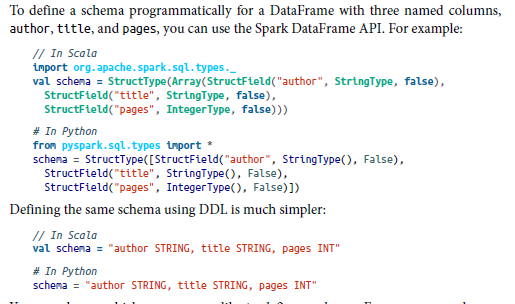 To define a schema programmatically for a DataFrame with three named columns,
author, title, and pages, you can use the Spark DataFrame API. For example:
// In Scala
import org.apache.spark.sql.types._
val schema = StructType(Array(StructField("author", StringType, false),
  StructField("title", StringType, false),
  StructField("pages", IntegerType, false)))
# In Python
from pyspark.sql.types import *
schema = StructType([StructField("author", StringType(), False),
  StructField("title", StringType(), False),
  StructField("pages", IntegerType(), False)])
Defining the same schema using DDL is much simpler:
// In Scala
val schema = "author STRING, title STRING, pages INT"
# In Python
schema = "author STRING, title STRING, pages INT"